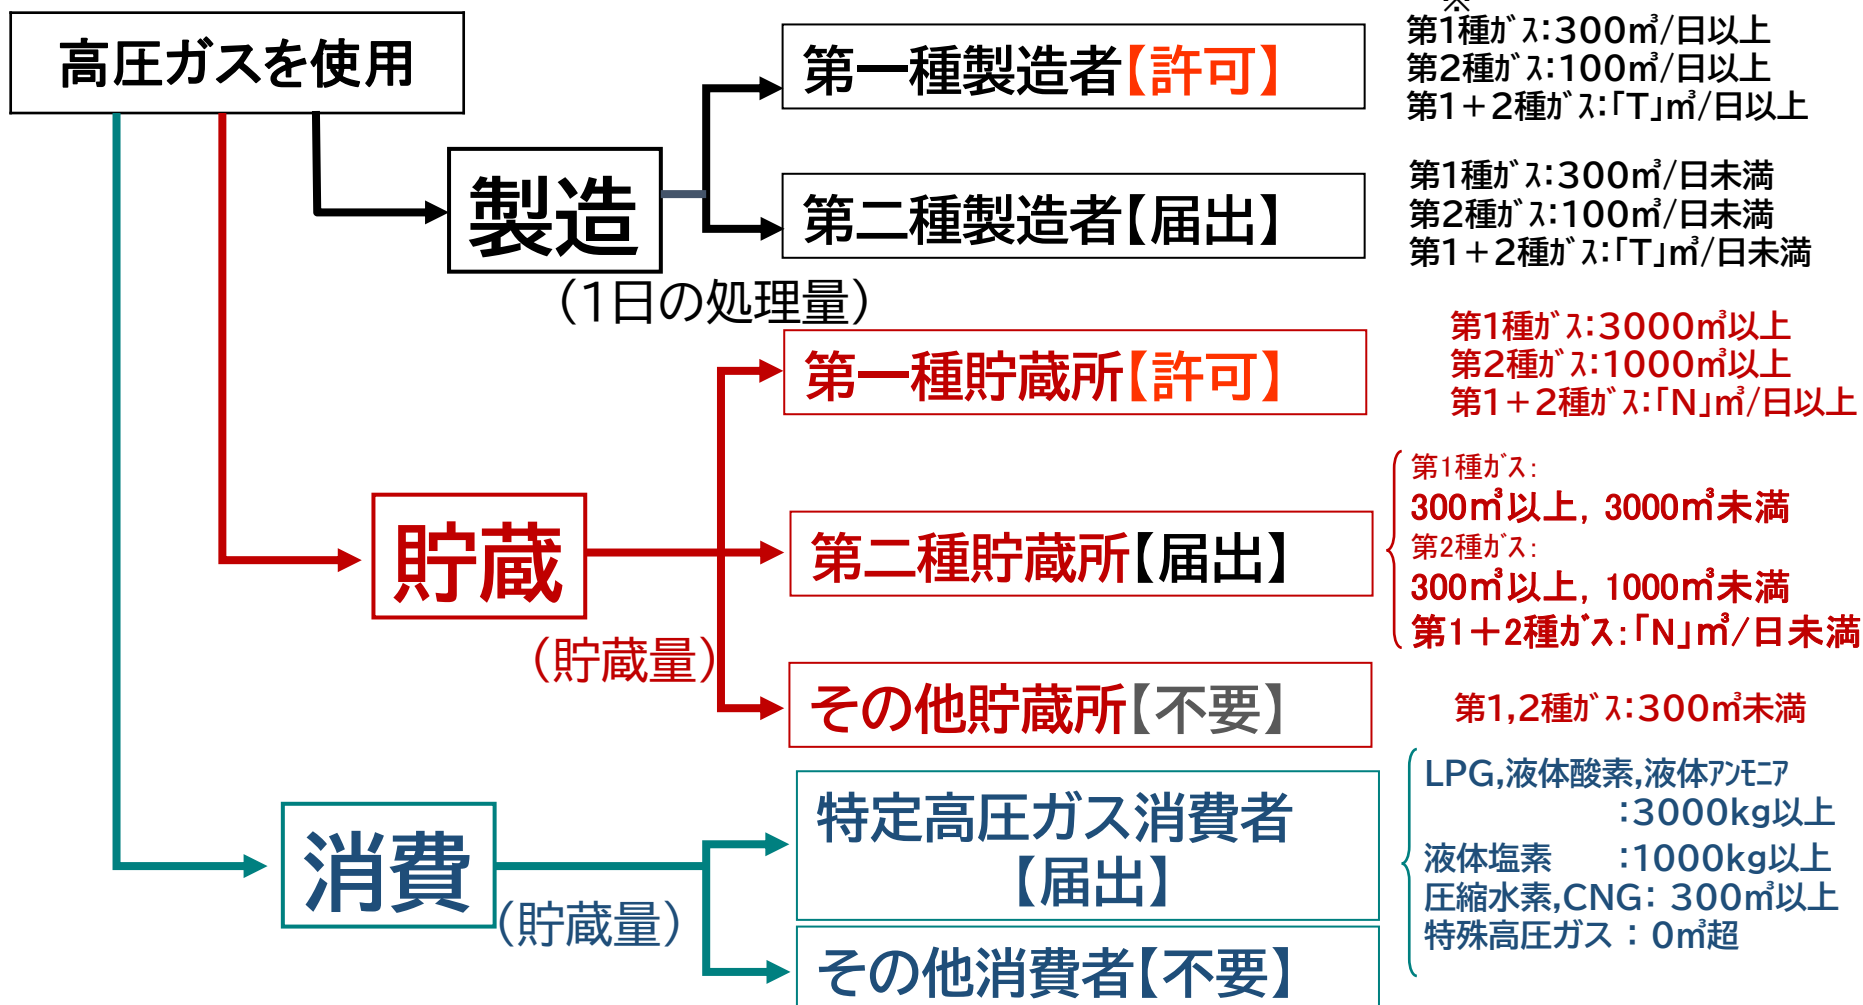 高圧ガスを使用
製造
(1日の処理量)
第一種製造者【許可】
※
第1種ガス:300㎥/日以上
第2種ガス:100㎥/日以上
第1+2種ガス:「T」㎥/日以上
第二種製造者【届出】
第1種ガス:300㎥/日未満
第2種ガス:100㎥/日未満
第1+2種ガス:「T」㎥/日未満
貯蔵
(貯蔵量)
第一種貯蔵所【許可】
第1種ガス:3000㎥以上
第2種ガス:1000㎥以上
第1+2種ガス:「N」㎥/日以上
第二種貯蔵所【届出】
第1種ガス:
300㎥以上, 3000㎥未満
第2種ガス:
300㎥以上, 1000㎥未満
第1+2種ガス:「N」㎥/日未満
その他貯蔵所【不要】
第1,2種ガス:300㎥未満
消費
(貯蔵量)
特定高圧ガス消費者
【届出】
LPG,液体酸素,液体アンモニア
:3000kg以上
液体塩素 :1000kg以上
圧縮水素,CNG: 300㎥以上
特殊高圧ガス : 0㎥超
その他消費者【不要】